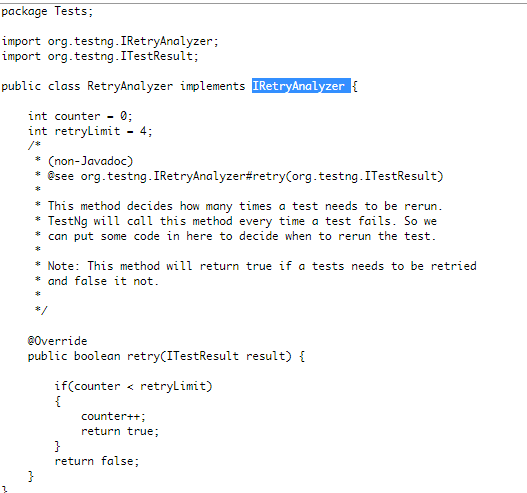 package Tests;
import org.testng.IRetryAnalyzer;
import org.testng.ITestResult;
public class RetryAnalyzer implements IRetryAnalyzer {
int counter = 0;
int retryLimit = 4;
/*
* (non-Javadoc)
* @see org.testng.IRetryAnalyzer#retry(org.testng.ITestResult)
*
* This method decides how many times a test needs to be rerun.
* TestNg will call this method every time a test fails. So we
* can put some code in here to decide when to rerun the test.
*
* Note: This method will return true if a tests needs to be retried
* and false it not.
*
*/
@Override
public boolean retry(ITestResult result) {
if(counter < retryLimit)
{
counter++;
return true;
}
return false;
}
}